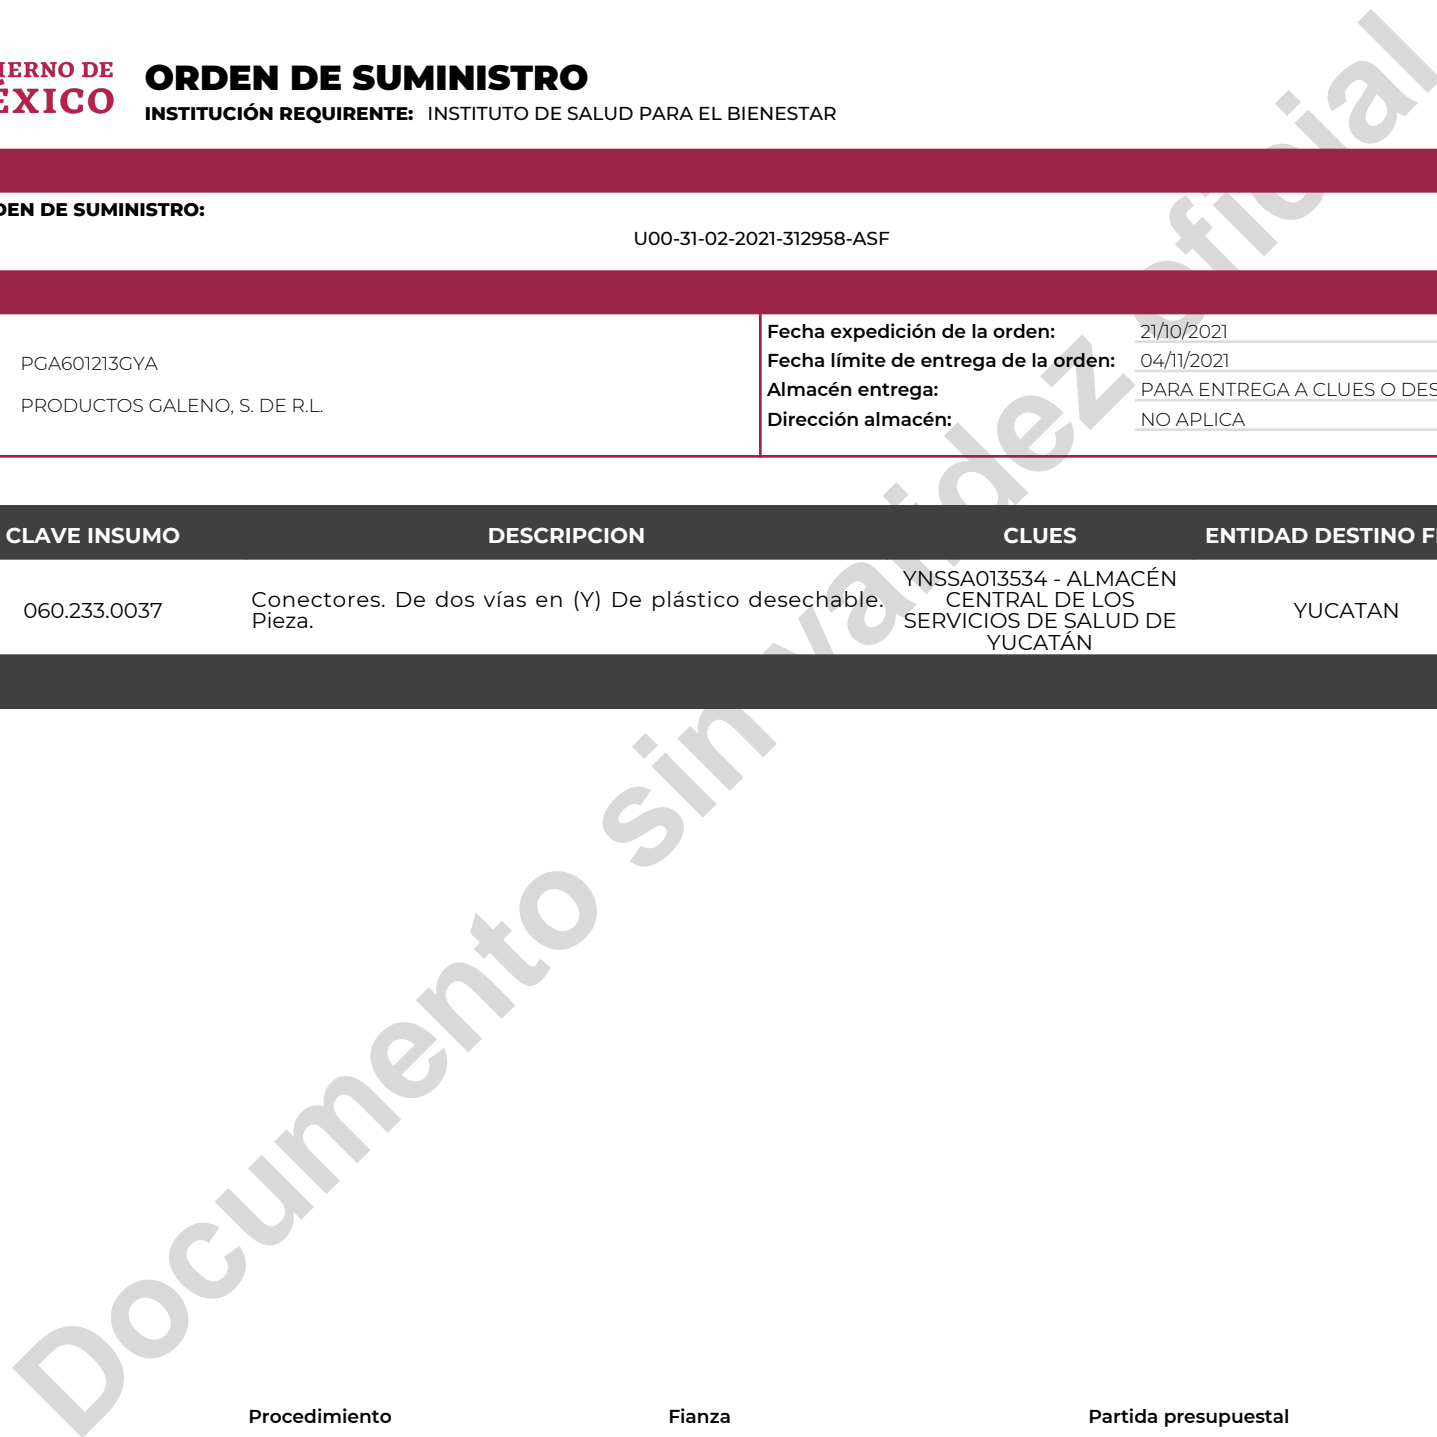 IERNO DE
ÉXICO
ORDEN DE SUMINISTRO
INSTITUCIÓN REQUIRENTE: INSTITUTO DE SALUD PARA EL BIENESTAR
DEN DE SUMINISTRO:
U00-31-02-2021-312958-ASF
PGA601213GYA
PRODUCTOS GALENO, S. DE R.L.
Fecha expedición de la orden: 21/10/2021
Fecha límite de entrega de la orden: 04/11/2021
Almacén entrega: PARA ENTREGA A CLUES O DES
Dirección almacén: NO APLICA
CLAVE INSUMO DESCRIPCION CLUES ENTIDAD DESTINO FI
060.233.0037
Conectores. De dos vías en (Y) De plástico desechable.
Pieza.
YNSSA013534 - ALMACÉN
CENTRAL DE LOS
SERVICIOS DE SALUD DE
YUCATÁN
YUCATAN
Documento sin validez oficial
Procedimiento Fianza Partida presupuestal